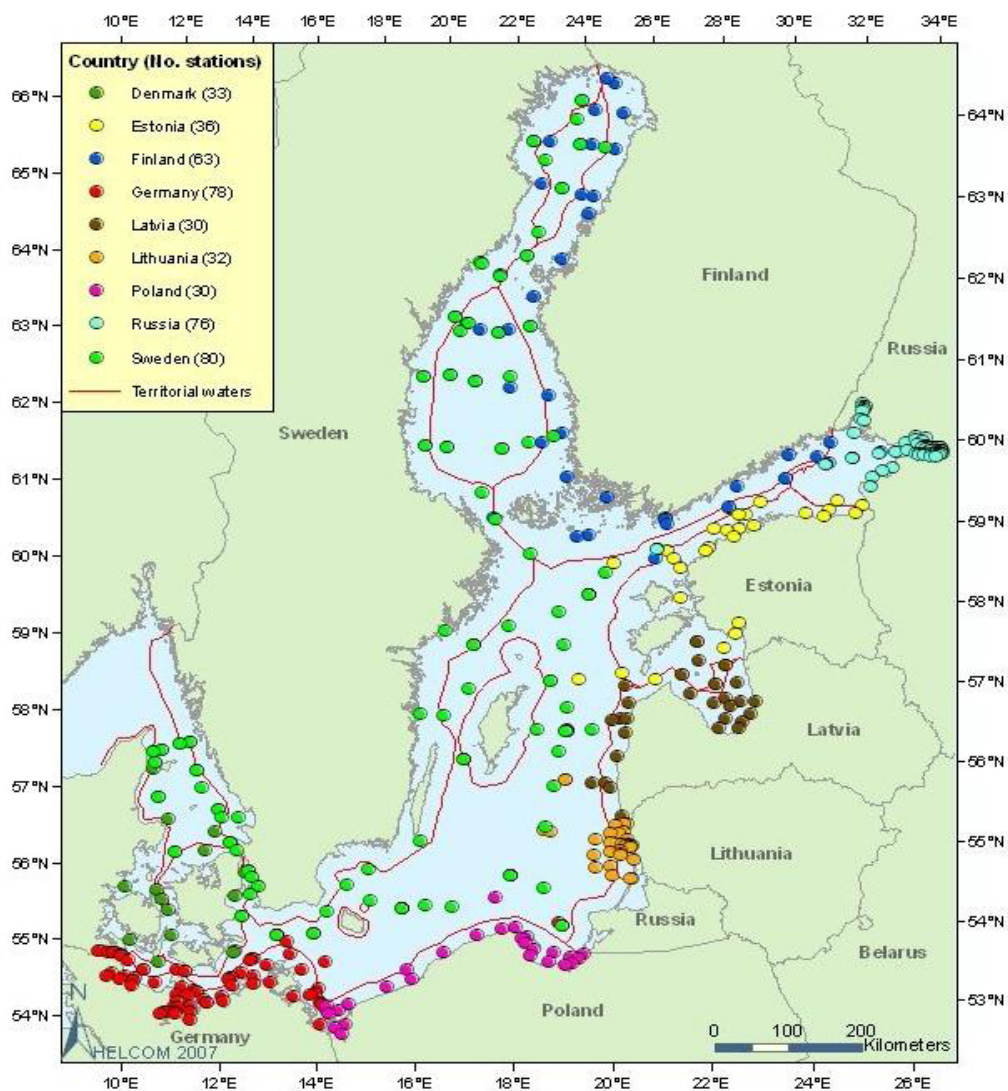 10°E 12°E 14°E 16°E 18°E 20°E 22°E 24°E 26°E 28°E 30°E 32°E 34°E
Country (No. stations)
Denmark (33)
Estonia (36)
Finland (63)
Germany (78)
Latvia (30)
Lithuania (32)
Poland (30)
Russia (76)
Sweden (80)
Territorial waters
66°N
65°N
64°N
63°N
62°N
61°N
60°N
59°N
58°N
57°N
56°N
55°N
54°N
64°N
63°N
62°N
61°N
60°N
59°N
58°N
57°N
56°N
55°N
54°N
53°N
Finland
Russia
Sweden
Estonia
Latvia
Lithuania
Russia
Belarus
Poland
Germany
N
HELCOM 2007
0 100 200
Kilometers
10°E 12°E 14°E 16°E 18°E 20°E 22°E 24°E 26°E